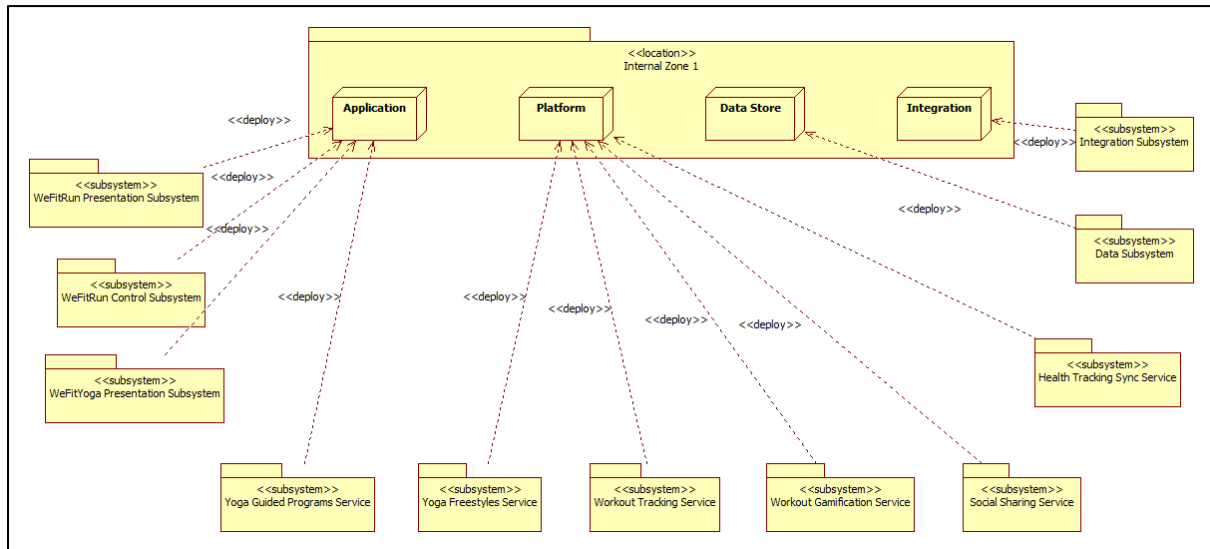 <<location>>
Internal Zone 1
Application
Platform
Data Store
Integration
<<deploy>>
<<deploy>>
<<subsystem>>
Integration Subsystem
<<subsystem>>
WeFitRun Presentation Subsystem
<<deploy>>
<<deploy>>
<<deploy>>
<<subsystem>>
Data Subsystem
<<subsystem>>
WeFitRun Control Subsystem
<<deploy>>
<<deploy>>
<<deploy>>
<<deploy>>
<<subsystem>>
Health Tracking Sync Service
<<subsystem>>
WeFitYoga Presentation Subsystem
<<subsystem>>
Yoga Guided Programs Service
<<subsystem>>
Yoga Freestyles Service
<<subsystem>>
Workout Tracking Service
<<subsystem>>
Workout Gamification Service
<<subsystem>>
Social Sharing Service